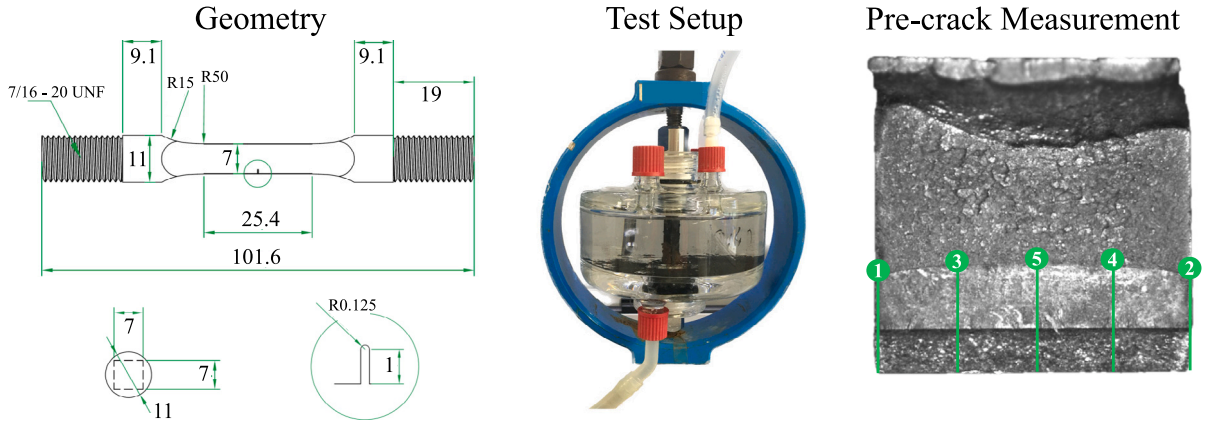 Geometry
Test Setup
Pre-crack Measurement
9.1
9.1
R15
R50
7/16 - 20 UNF
19
11
7
25.4
101.6
7
7
11
R0.125
1
1
3
5
4
2